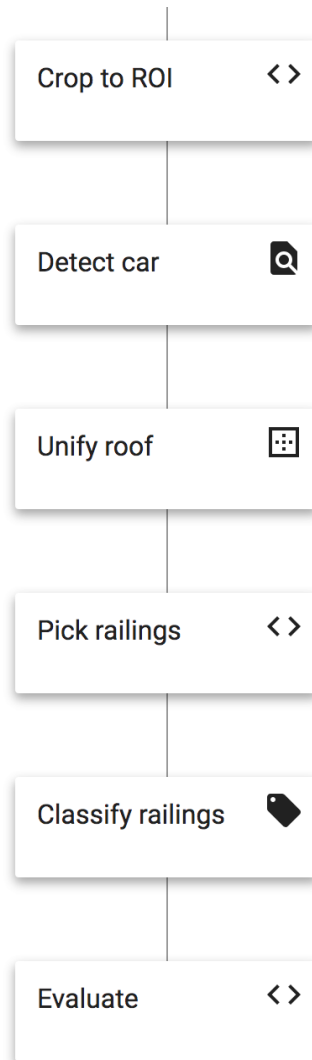 Crop to ROI
Detect car
Unify roof
Pick railings
Classify railings
Evaluate